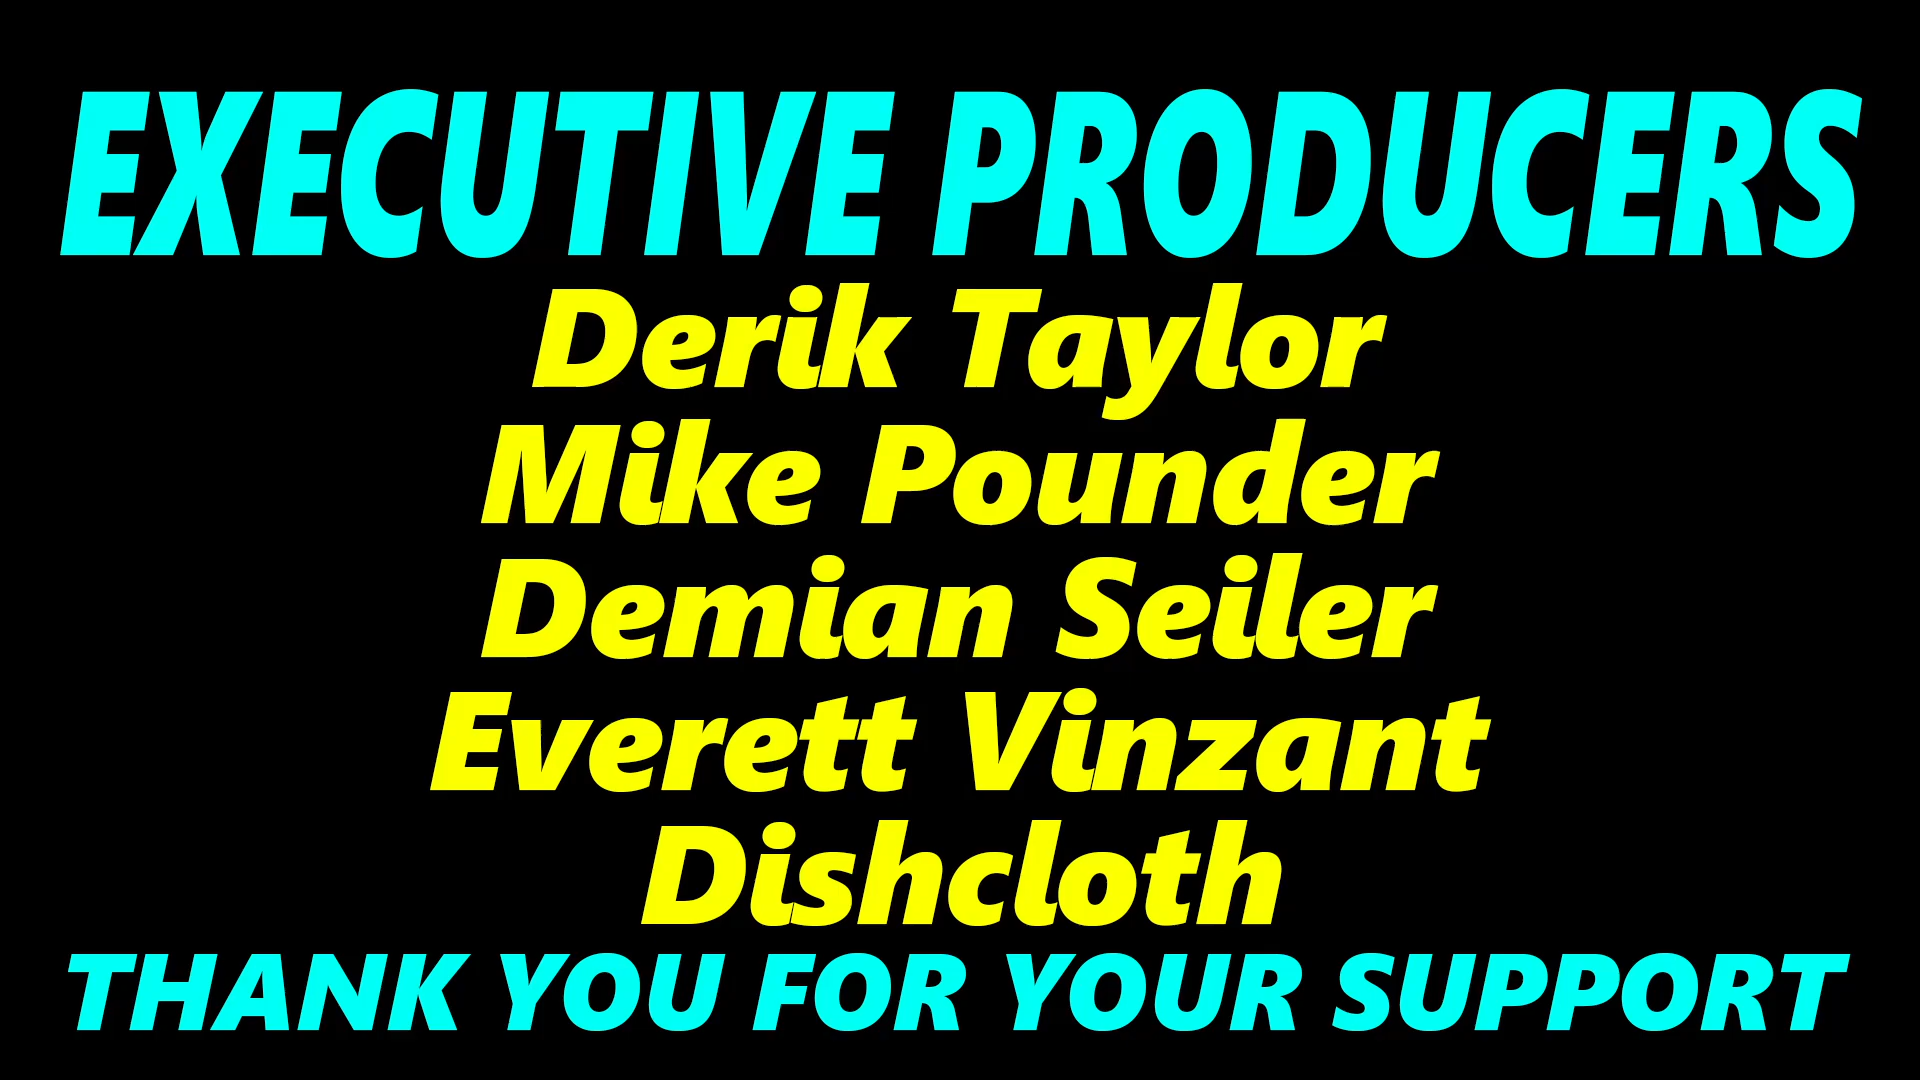 EXECUTIVE PRODUCERS
Derik Taylor
Mike Pounder
Demian Seiler
Everett Vinzant
Dishcloth
THANK YOU FOR YOUR SUPPORT